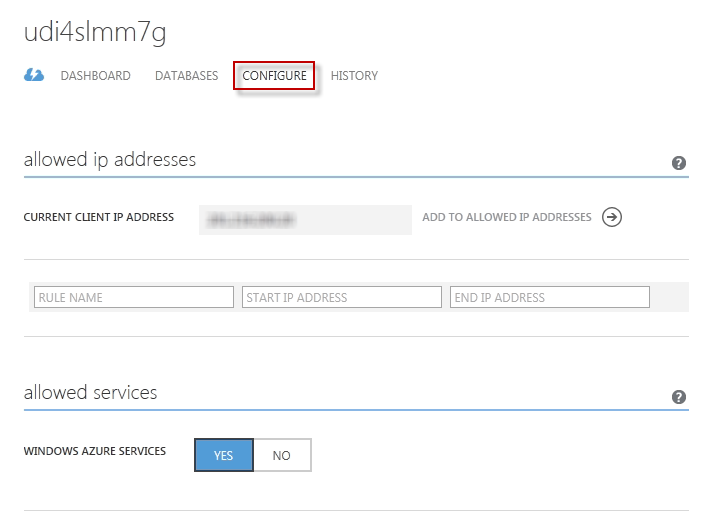 udi4slmm7g
DASHBOARD DATABASES CONFIGURE HISTORY
allowed ip addresses ?
CURRENT CLIENT IP ADDRESS ADD TO ALLOWED IP ADDRESSES
RULE NAME START IP ADDRESS END IP ADDRESS
allowed services ?
WINDOWS AZURE SERVICES YES NO